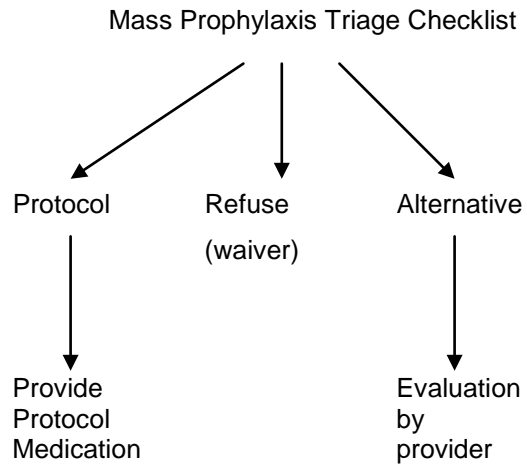 Mass Prophylaxis Triage Checklist
Protocol
Refuse
(waiver)
Alternative
Provide
Protocol
Medication
Evaluation
by
provider